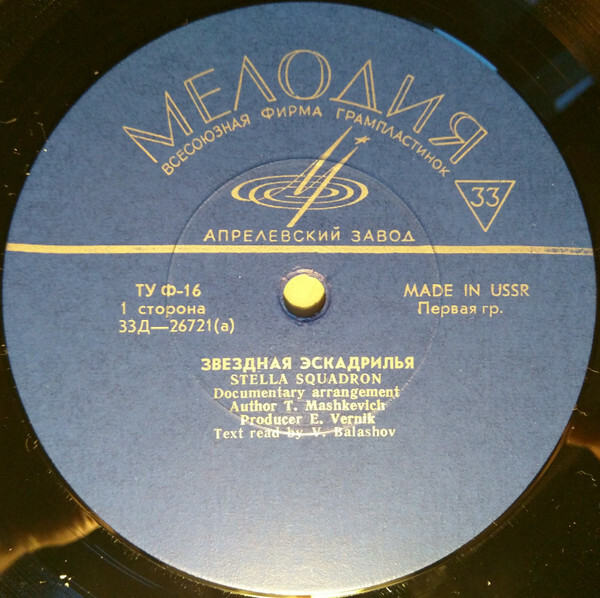 МЕЛОДИЯ
ВСЕСОЮЗНАЯ ФИРМА ГРАМПЛАСТИНОК
33
АПРЕЛЕВСКИЙ ЗАВОД
ТУ Ф-16
MADE IN USSR
1 сторона
Первая гр.
33Д—26721(а)
ЗВЕЗДНАЯ ЭСКАДРИЛЬЯ
STELLA SQUADRON
Documentary arrangement
Author T. Mashkevich
Producer E. Vernik
Text read by V. Balashov